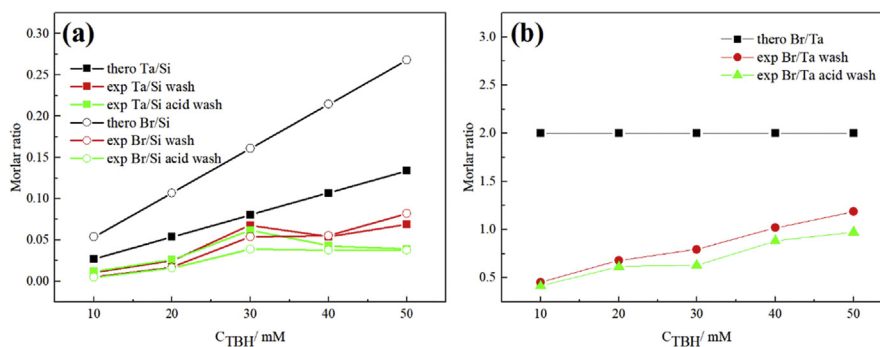 (a)
thero Ta/Si
exp Ta/Si wash
exp Ta/Si acid wash
thero Br/Si
exp Br/Si wash
exp Br/Si acid wash
Morlar ratio
0.30
0.25
0.20
0.15
0.10
0.05
0.00
10 20 30 40 50
C_TBH/ mM
(b)
thero Br/Ta
exp Br/Ta wash
exp Br/Ta acid wash
Morlar ratio
3.0
2.5
2.0
1.5
1.0
0.5
10 20 30 40 50
C_TBH/ mM